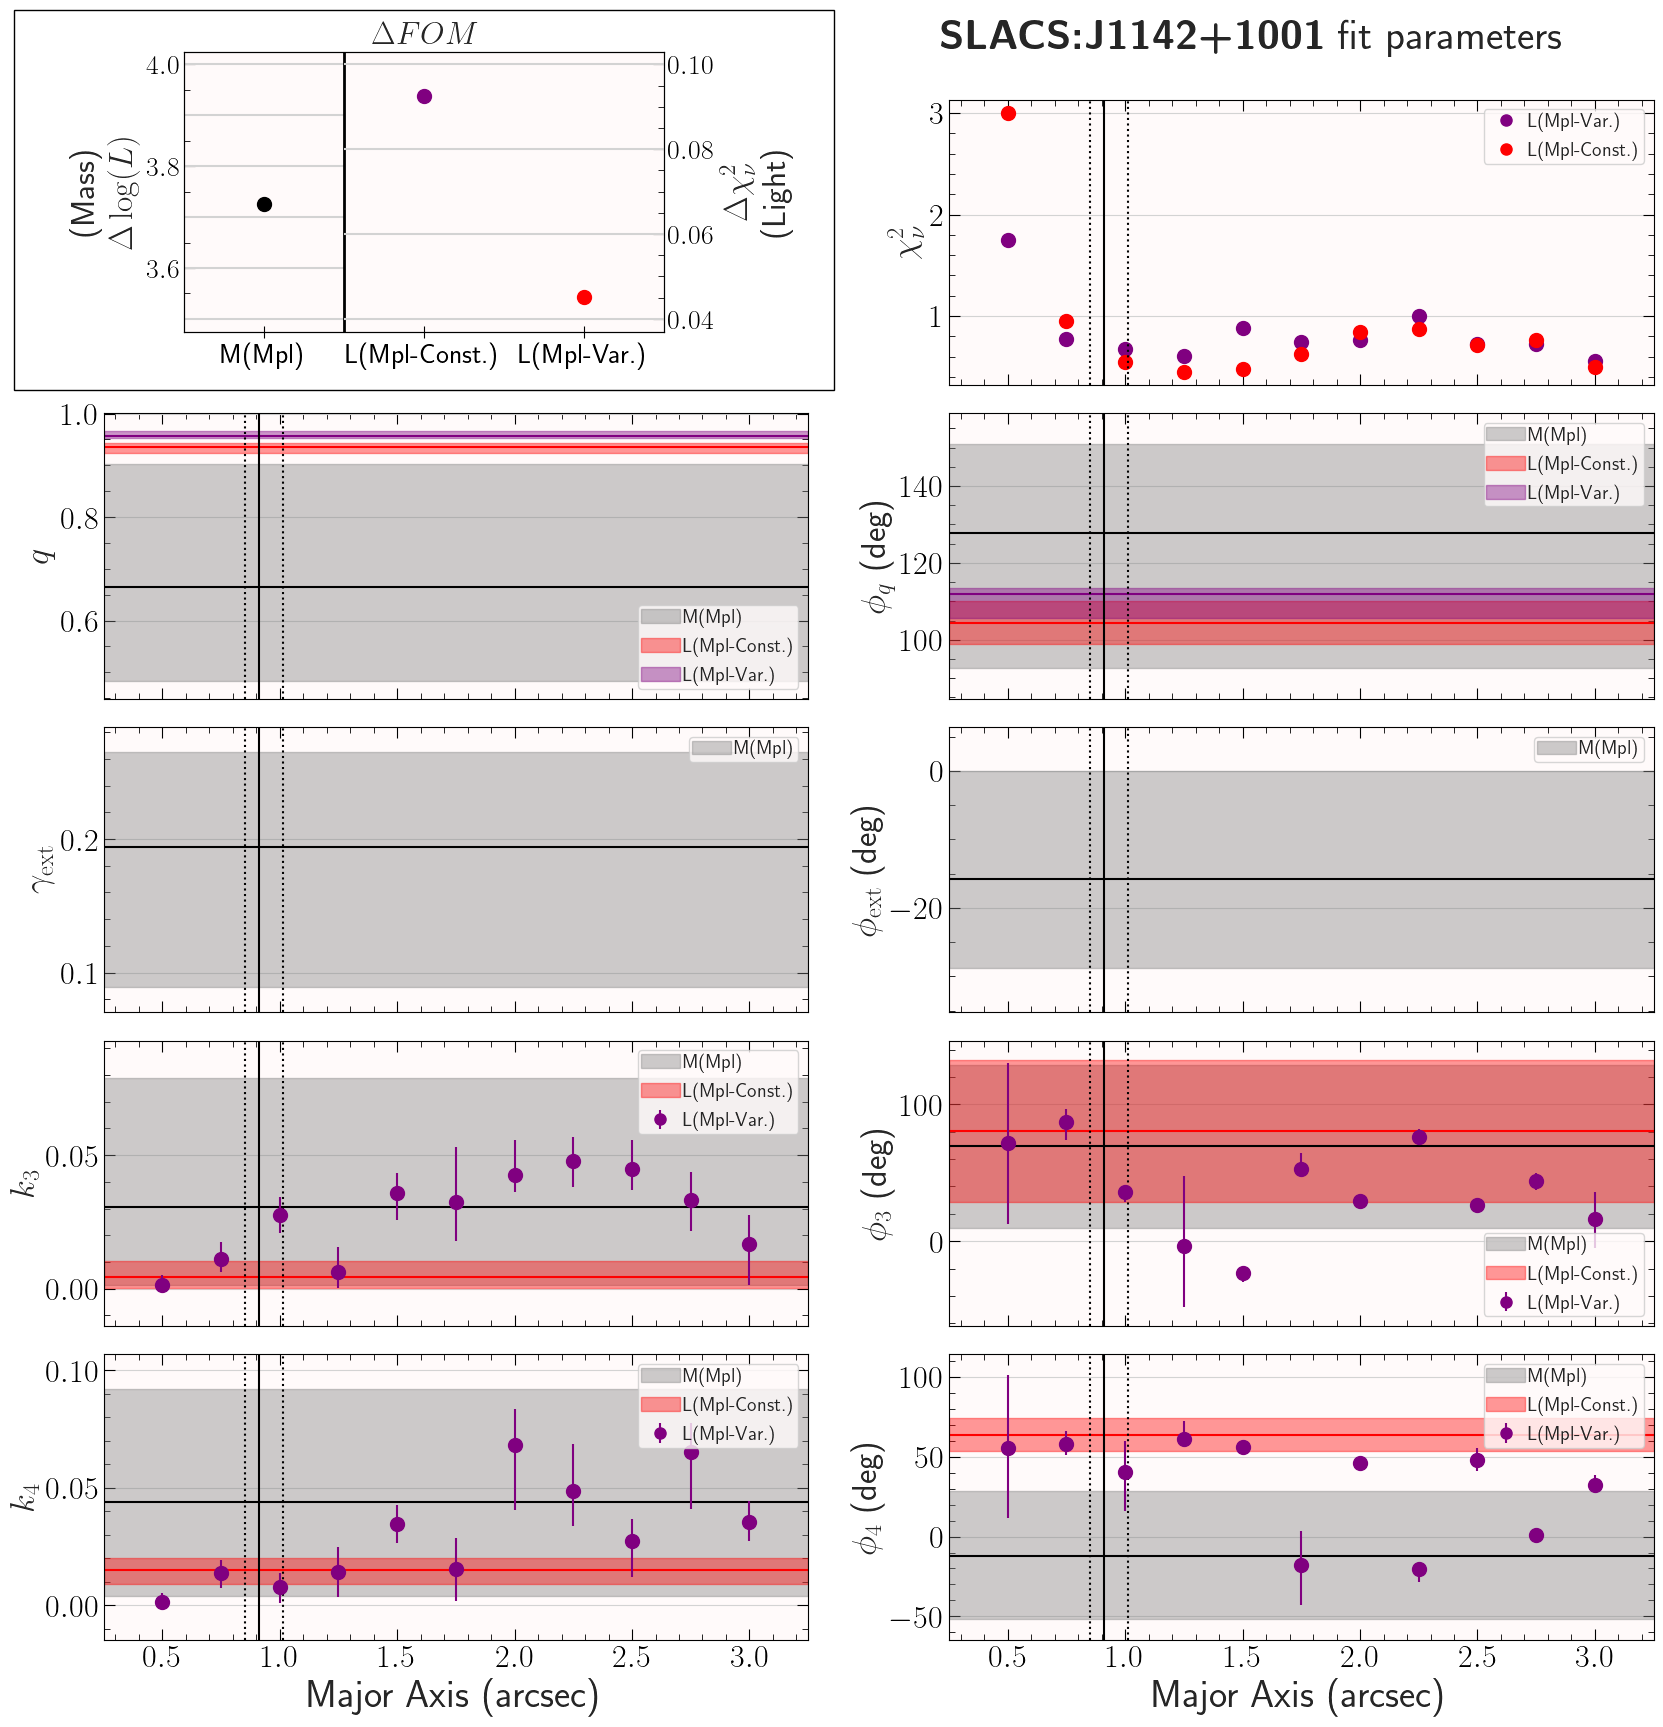 ΔFOM
SLACS:J1142+1001 fit parameters
(Mass)
Δ log(L)
4.0
3.8
3.6
0.10
0.08
0.06
0.04
Δχ²ᵥ
(Light)
M(Mpl) L(Mpl-Const.) L(Mpl-Var.)
χ²ᵥ
3
2
1
L(Mpl-Var.)
L(Mpl-Const.)
q
1.0
0.8
0.6
M(Mpl)
L(Mpl-Const.)
L(Mpl-Var.)
ϕq (deg)
140
120
100
M(Mpl)
L(Mpl-Const.)
L(Mpl-Var.)
γext
0.2
0.1
M(Mpl)
ϕext (deg)
0
−20
M(Mpl)
k3
0.05
0.00
M(Mpl)
L(Mpl-Const.)
L(Mpl-Var.)
ϕ3 (deg)
100
0
M(Mpl)
L(Mpl-Const.)
L(Mpl-Var.)
k4
0.10
0.05
0.00
M(Mpl)
L(Mpl-Const.)
L(Mpl-Var.)
0.5 1.0 1.5 2.0 2.5 3.0
Major Axis (arcsec)
ϕ4 (deg)
100
50
0
−50
M(Mpl)
L(Mpl-Const.)
L(Mpl-Var.)
0.5 1.0 1.5 2.0 2.5 3.0
Major Axis (arcsec)